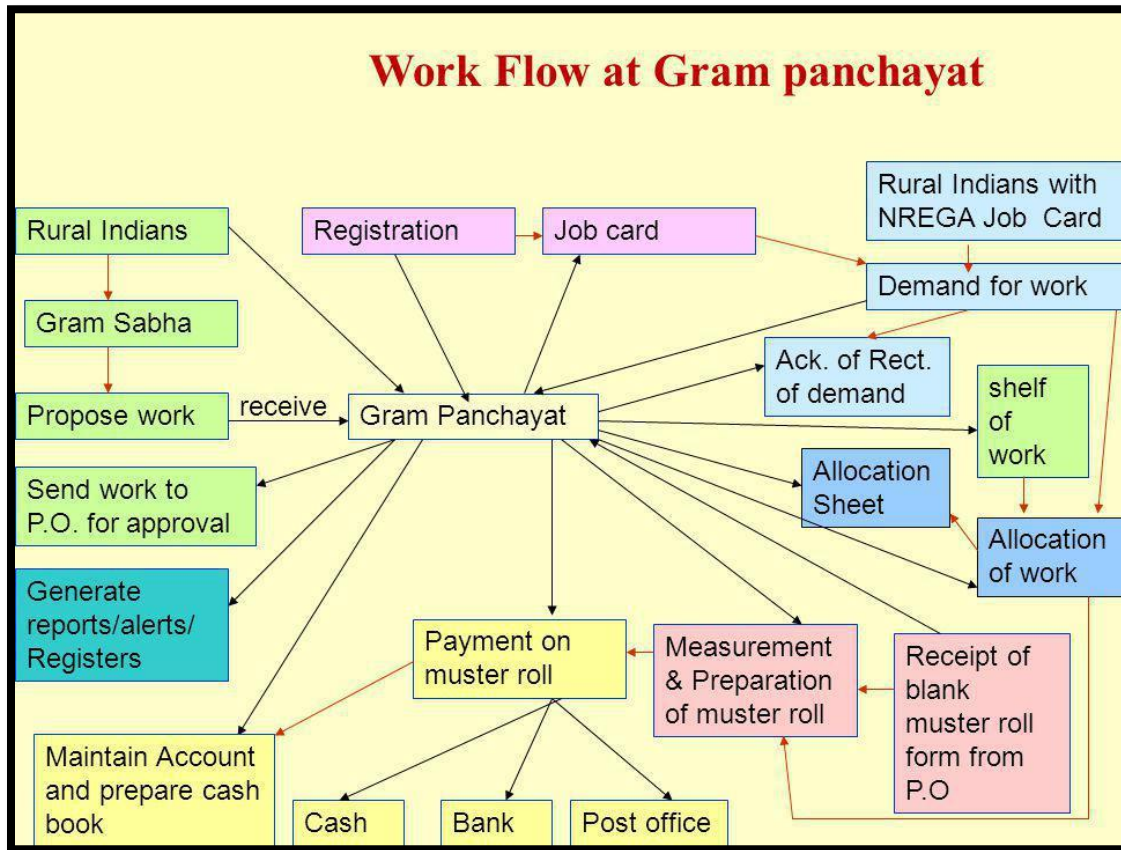 Work Flow at Gram panchayat
Rural Indians with
NREGA Job Card
Rural Indians
Registration
Job card
Demand for work
Gram Sabha
Ack. of Rect.
of demand
shelf
of
work
Propose work
receive
Gram Panchayat
Send work to
P.O. for approval
Allocation
Sheet
Allocation
of work
Generate
reports/alerts/
Registers
Payment on
muster roll
Measurement
& Preparation
of muster roll
Receipt of
blank
muster roll
form from
P.O
Maintain Account
and prepare cash
book
Cash
Bank
Post office